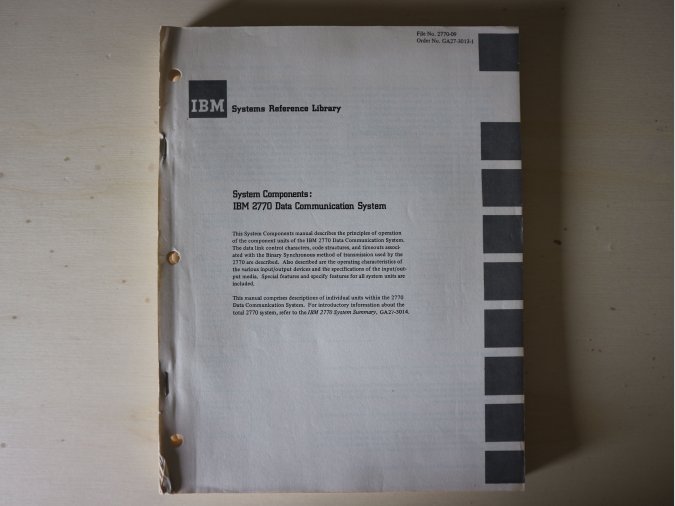 File No. 2770-09
Order No. GA27-3013-1
IBM
Systems Reference Library
System Components:
IBM 2770 Data Communication System
This System Components manual describes the principles of operation
of the component units of the IBM 2770 Data Communication System.
The data link control characters, code structures, and timeouts associ-
ated with the Binary Synchronous method of transmission used by the
2770 are described. Also described are the operating characteristics of
the various input/output devices and the specifications of the input/out-
put media. Special features and specify features for all system units are
included.
This manual comprises descriptions of individual units within the 2770
Data Communication System. For introductory information about the
total 2770 system, refer to the IBM 2770 System Summary, GA27-3014.